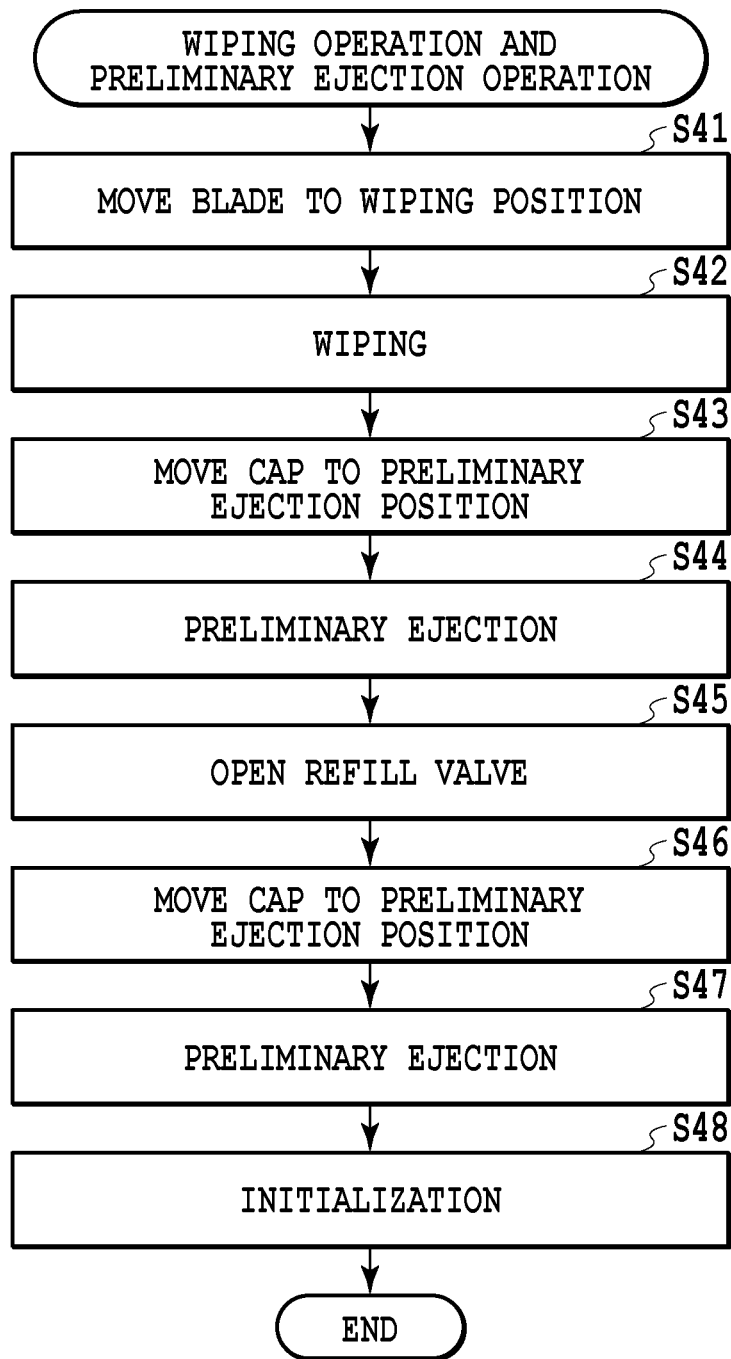 WIPING OPERATION AND
PRELIMINARY EJECTION OPERATION
S41
MOVE BLADE TO WIPING POSITION
S42
WIPING
S43
MOVE CAP TO PRELIMINARY
EJECTION POSITION
S44
PRELIMINARY EJECTION
S45
OPEN REFILL VALVE
S46
MOVE CAP TO PRELIMINARY
EJECTION POSITION
S47
PRELIMINARY EJECTION
S48
INITIALIZATION
END